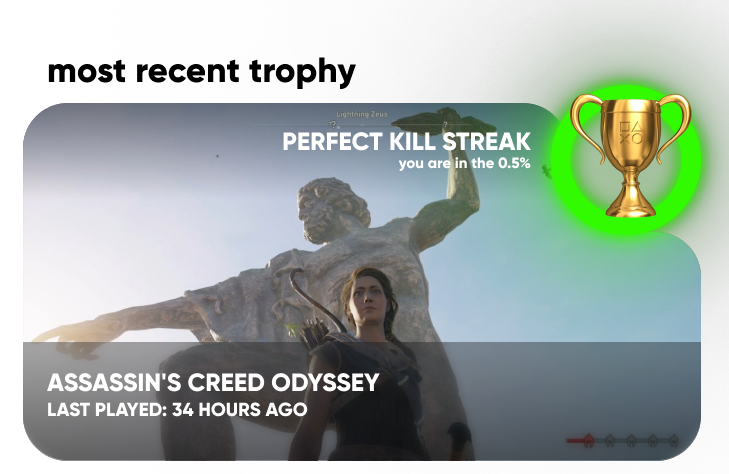 most recent trophy
Lightning Zeus
PERFECT KILL STREAK
you are in the 0.5%
ASSASSIN'S CREED ODYSSEY
LAST PLAYED: 34 HOURS AGO